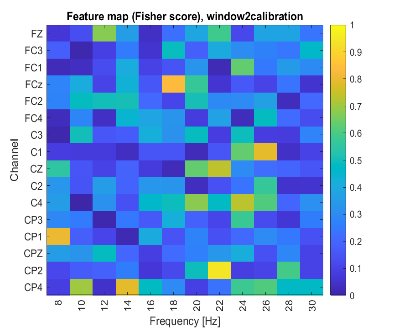 Feature map (Fisher score), window2calibration
FZ
FC3
FC1
FCz
FC2
FC4
C3
C1
CZ
C2
C4
CP3
CP1
CPZ
CP2
CP4
Channel
8 10 12 14 16 18 20 22 24 26 28 30
Frequency [Hz]
1
0.9
0.8
0.7
0.6
0.5
0.4
0.3
0.2
0.1
0